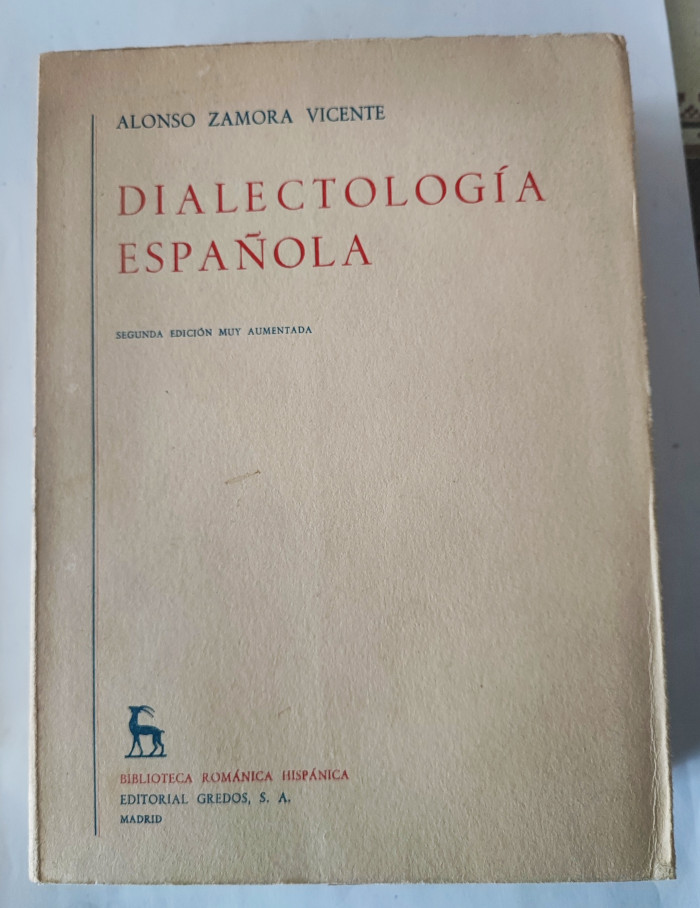 ALONSO ZAMORA VICENTE
DIALECTOLOGÍA
ESPAÑOLA
SEGUNDA EDICIÓN MUY AUMENTADA
BIBLIOTECA ROMÁNICA HISPÁNICA
EDITORIAL GREDOS, S. A.
MADRID